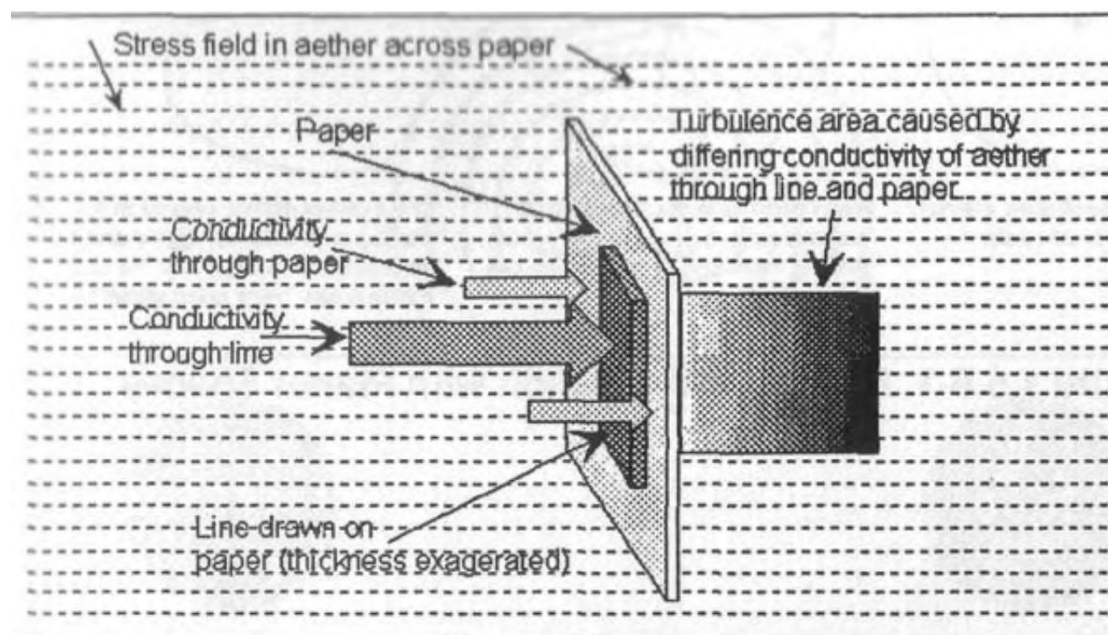 Stress field in aether across paper
Paper
Turbulence area caused by
differing conductivity of aether
through line and paper
Conductivity
through paper
Conductivity
through line
Line drawn on
paper (thickness exagerated)